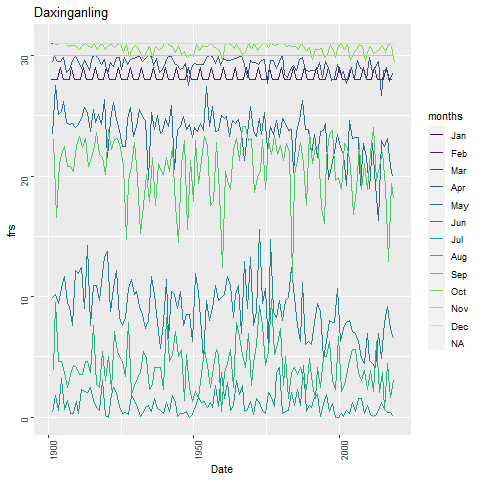 Daxinganling
frs
30
20
10
0
1900
1950
2000
Date
months
Jan
Feb
Mar
Apr
May
Jun
Jul
Aug
Sep
Oct
Nov
Dec
NA